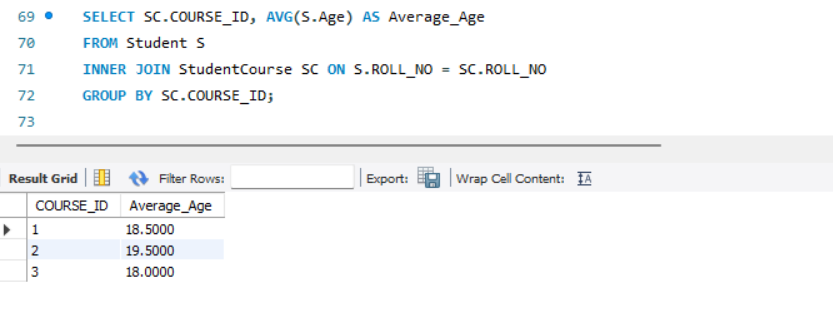 69 SELECT SC.COURSE_ID, AVG(S.Age) AS Average_Age
70 FROM Student S
71 INNER JOIN StudentCourse SC ON S.ROLL_NO = SC.ROLL_NO
72 GROUP BY SC.COURSE_ID;
73
Result Grid Filter Rows: Export: Wrap Cell Content: IA
COURSE_ID Average_Age
1 18.5000
2 19.5000
3 18.0000